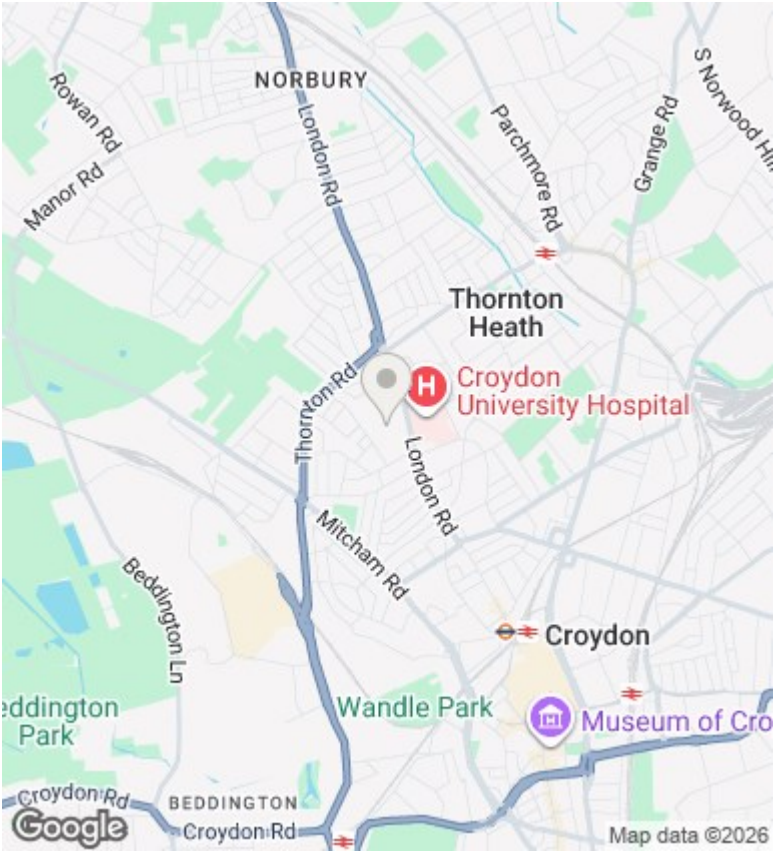 NORBURY
Rowan Rd
London Rd
S Norwood Hill
Grange Rd
Parchmore Rd
Manor Rd
Thornton
Heath
Thornton Rd
H
Croydon
University Hospital
London Rd
Mitcham Rd
Beddington Ln
Croydon
eddington
Park
Wandle Park
Museum of Cro
Croydon Rd
BEDDINGTON
Croydon Rd
Google
Map data ©2026